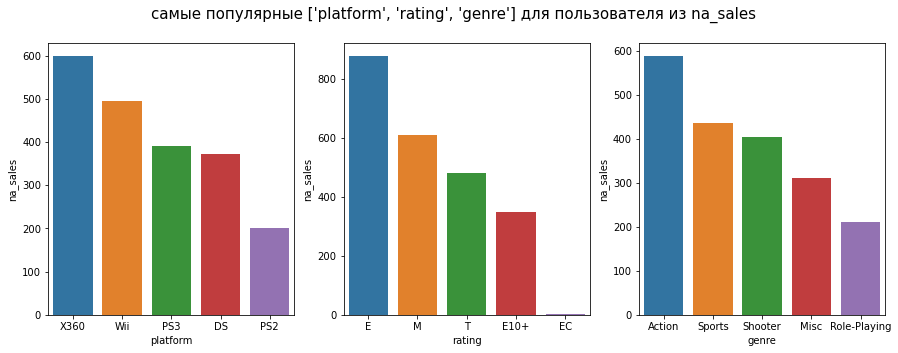 самые популярные ['platform', 'rating', 'genre'] для пользователя из na_sales
600
500
400
300
200
100
0
na_sales
X360 Wii PS3 DS PS2
platform
800
600
400
200
0
na_sales
E M T E10+ EC
rating
600
500
400
300
200
100
0
na_sales
Action Sports Shooter Misc Role-Playing
genre